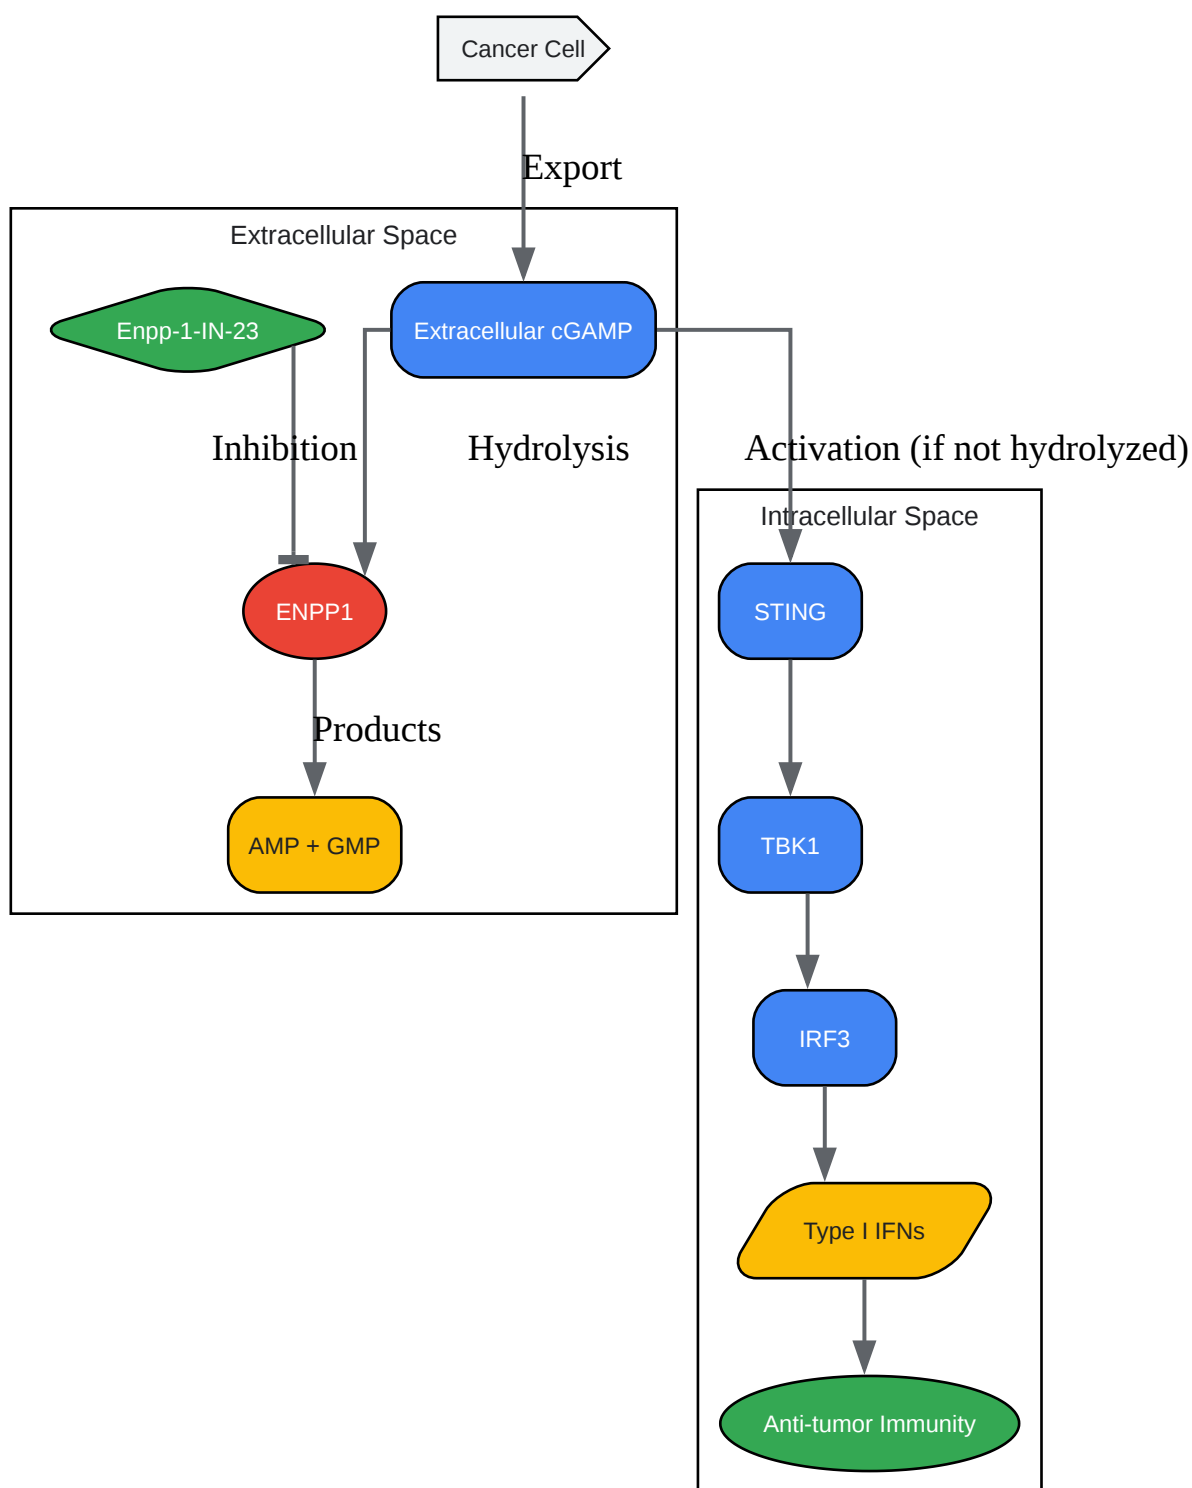 Cancer Cell
Export
Extracellular Space
Enpp-1-IN-23
Extracellular cGAMP
Inhibition
Hydrolysis
Activation (if not hydrolyzed)
Intracellular Space
ENPP1
STING
Products
AMP + GMP
TBK1
IRF3
Type I IFNs
Anti-tumor Immunity